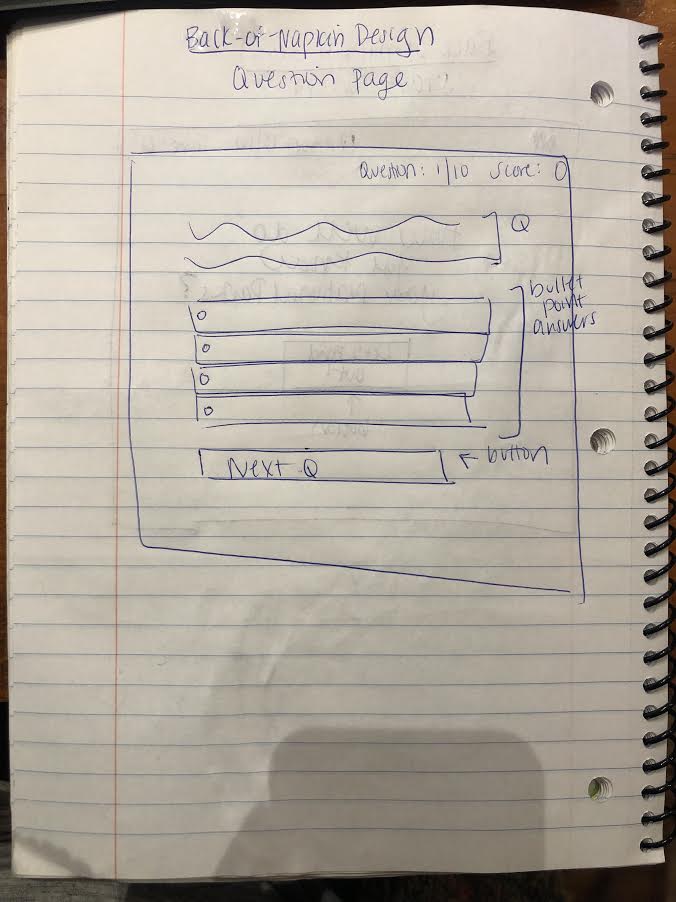 Back-of-Napkin Design
Question Page
Question: 1/10 Score: 0
Q
bullet
point
answers
Next Q
button